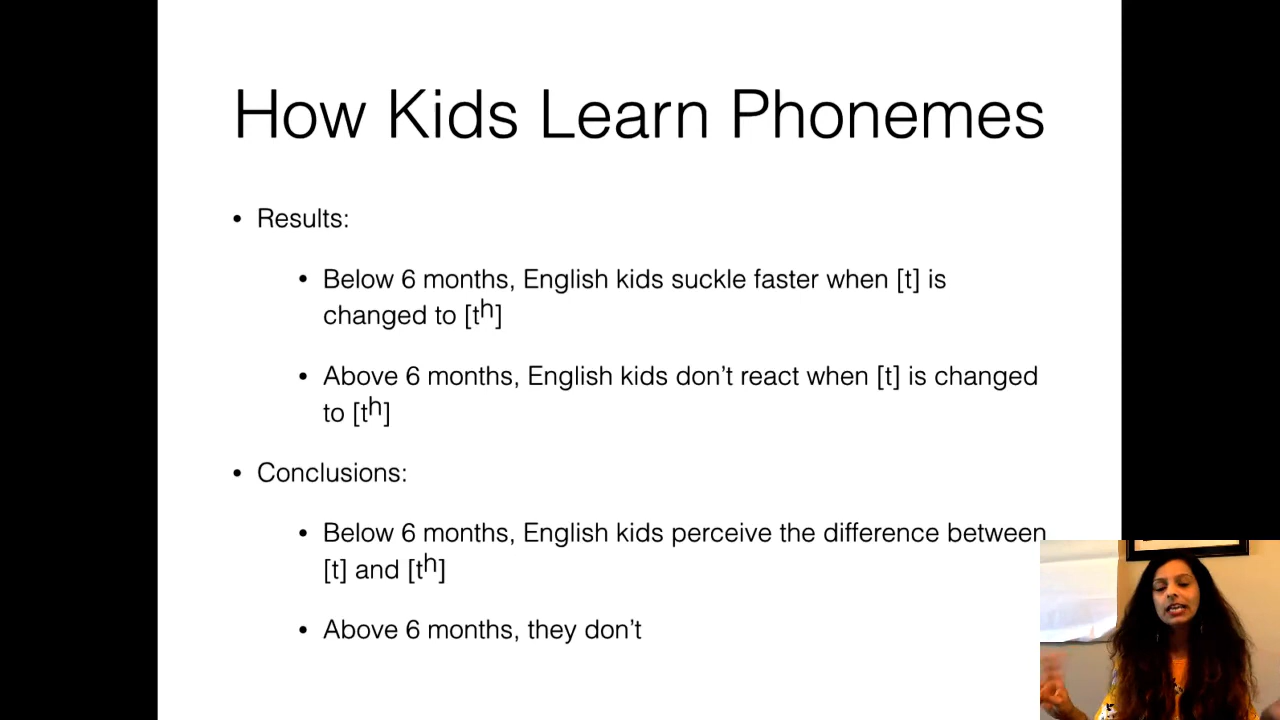 How Kids Learn Phonemes
• Results:
• Below 6 months, English kids suckle faster when [t] is
changed to [tʰ]
• Above 6 months, English kids don’t react when [t] is changed
to [tʰ]
• Conclusions:
• Below 6 months, English kids perceive the difference between
[t] and [tʰ]
• Above 6 months, they don’t